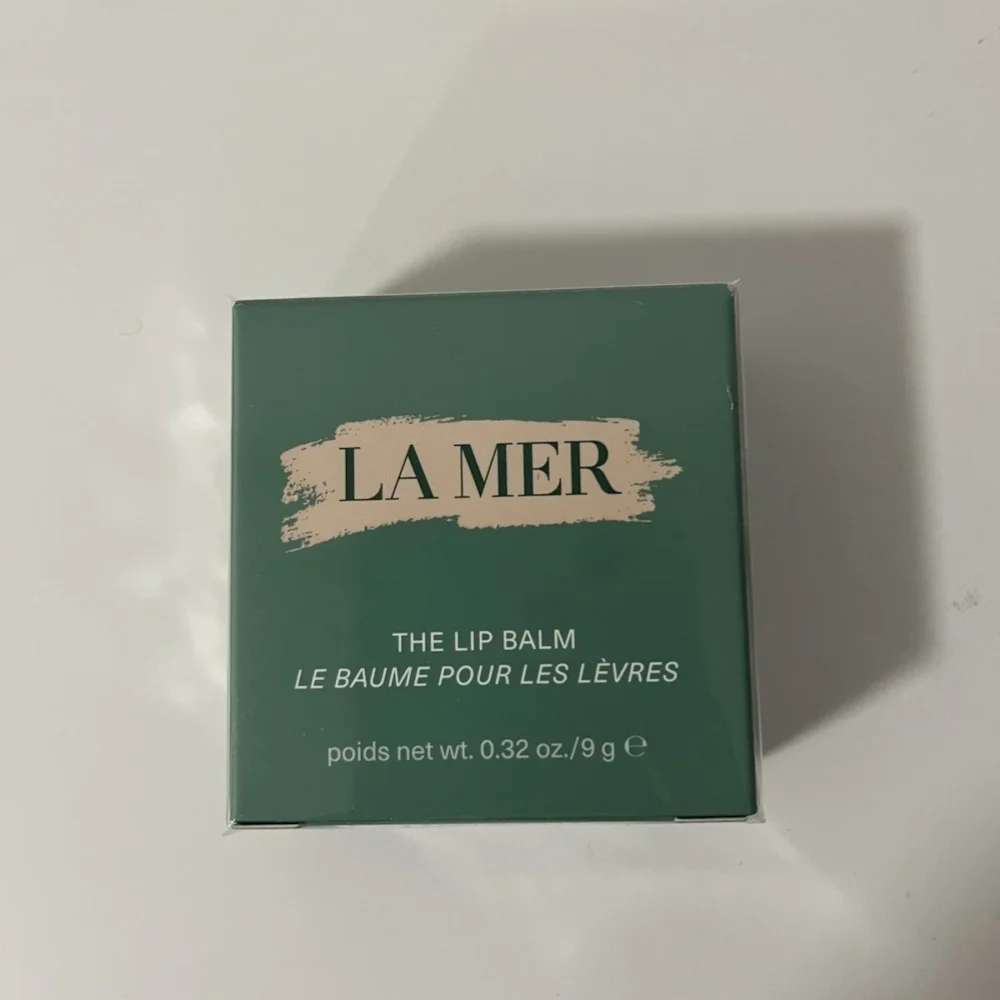 LA MER
THE LIP BALM
LE BAUME POUR LES LÈVRES
poids net wt. 0.32 oz./9 g ℮